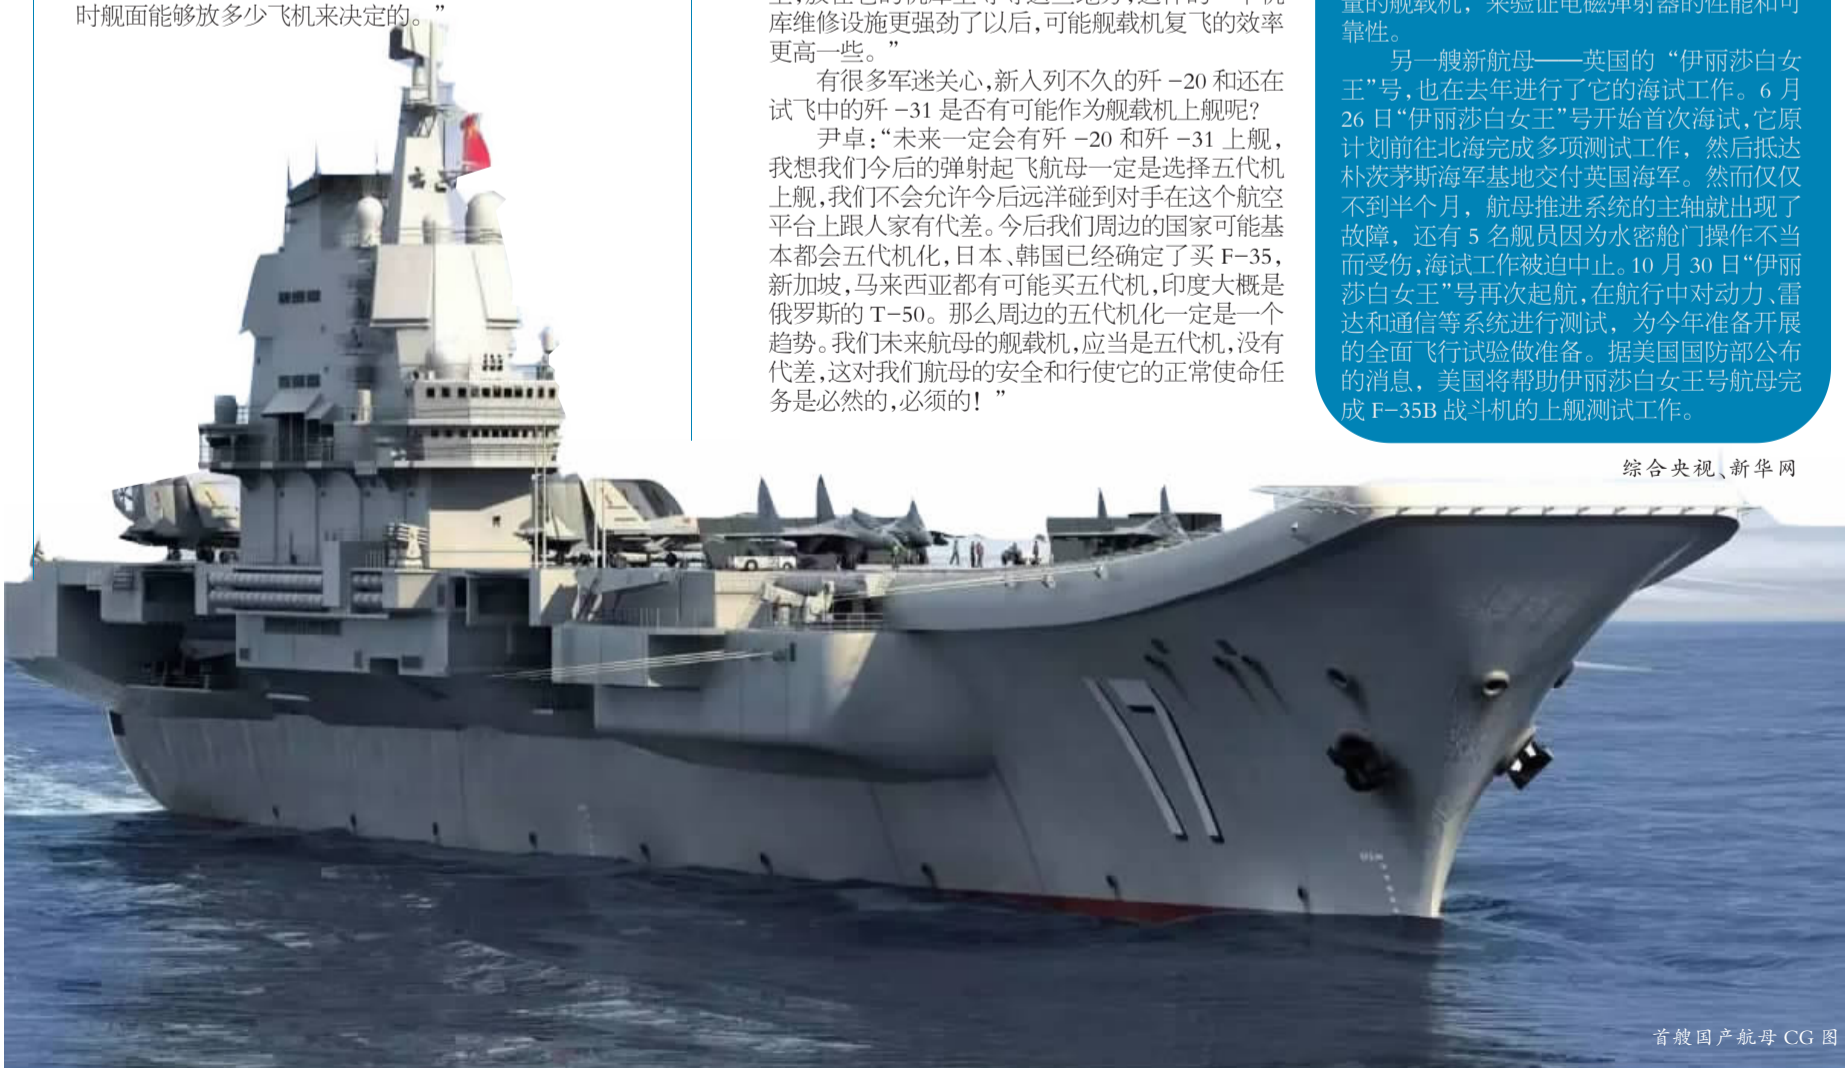 时舰面能够放多少飞机来决定的。”
库维修设施更强劲了以后，可能舰载机复飞的效率
更高一些。”
有很多军迷关心，新入列不久的歼-20和还在
试飞中的歼-31是否有可能作为舰载机上舰呢？
尹卓：“未来一定会有歼-20和歼-31上舰，
我想我们今后的弹射起飞航母一定是选择五代机
上舰，我们不会允许今后远洋碰到对手在这个航空
平台上跟人家有代差。今后我们周边的国家可能基
本都会五代机化，日本、韩国已经确定了买F-35，
新加坡，马来西亚都有可能买五代机，印度大概是
俄罗斯的T-50。那么周边的五代机化一定是一个
趋势。我们未来航母的舰载机，应当是五代机，没有
代差，这对我们航母的安全和行使它的正常使命任
务是必然的，必须的！”
量的舰载机，来验证电磁弹射器的性能和可
靠性。
另一艘新航母——英国的“伊丽莎白女
王”号，也在去年进行了它的海试工作。6月
26日“伊丽莎白女王”号开始首次海试，它原
计划前往北海完成多项测试工作，然后抵达
朴茨茅斯海军基地交付英国海军。然而仅仅
不到半个月，航母推进系统的主轴就出现了
故障，还有5名舰员因为水密舱门操作不当
而受伤，海试工作被迫中止。10月30日“伊丽
莎白女王”号再次起航，在航行中对动力、雷
达和通信等系统进行测试，为今年准备开展
的全面飞行试验做准备。据美国国防部公布
的消息，美国将帮助伊丽莎白女王号航母完
成F-35B战斗机的上舰测试工作。
综合央视、新华网
17
首艘国产航母CG图